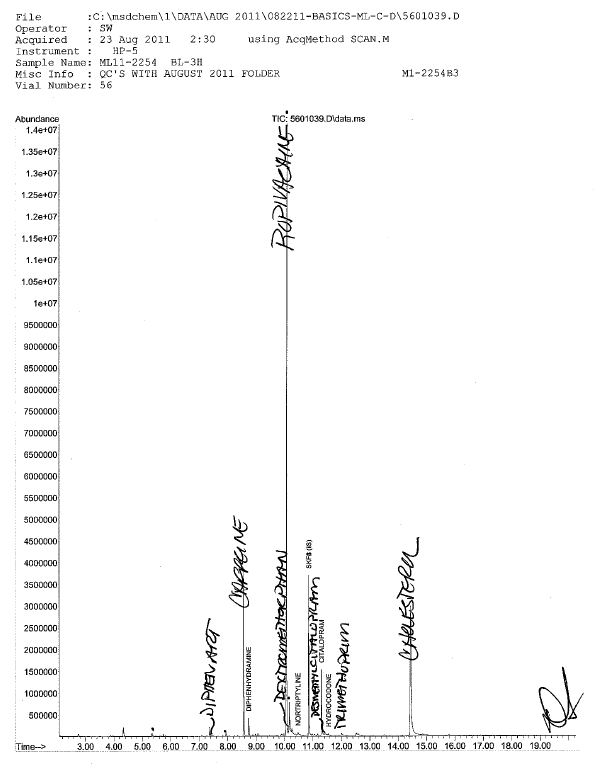 File :C:\msdchem\1\DATA\AUG 2011\082211-BASICS-ML-C-D\5601039.D
Operator : SW
Acquired : 23 Aug 2011 2:30 using AcqMethod SCAN.M
Instrument : HP-5
Sample Name: ML11-2254 BL-3H
Misc Info : QC'S WITH AUGUST 2011 FOLDER M1-2254B3
Vial Number: 56
Abundance TIC: 5601039.D\data.ms
1.4e+07
1.35e+07
1.3e+07
1.25e+07
1.2e+07
1.15e+07
1.1e+07
1.05e+07
1e+07
9500000
9000000
8500000
8000000
7500000
7000000
6500000
6000000
5500000
5000000
4500000
4000000
3500000
3000000
2500000
2000000
1500000
1000000
500000
DIPHENHYDRAMINE
DEXTROMETHORPHAN
NORTRIPTYLINE
SKF5 (IS)
DESMETHYLCITALOPRAM
CITALOPRAM
HYDROCODONE
TRIMETHOPRIM
CHOLESTEROL
Time--> 3.00 4.00 5.00 6.00 7.00 8.00 9.00 10.00 11.00 12.00 13.00 14.00 15.00 16.00 17.00 18.00 19.00